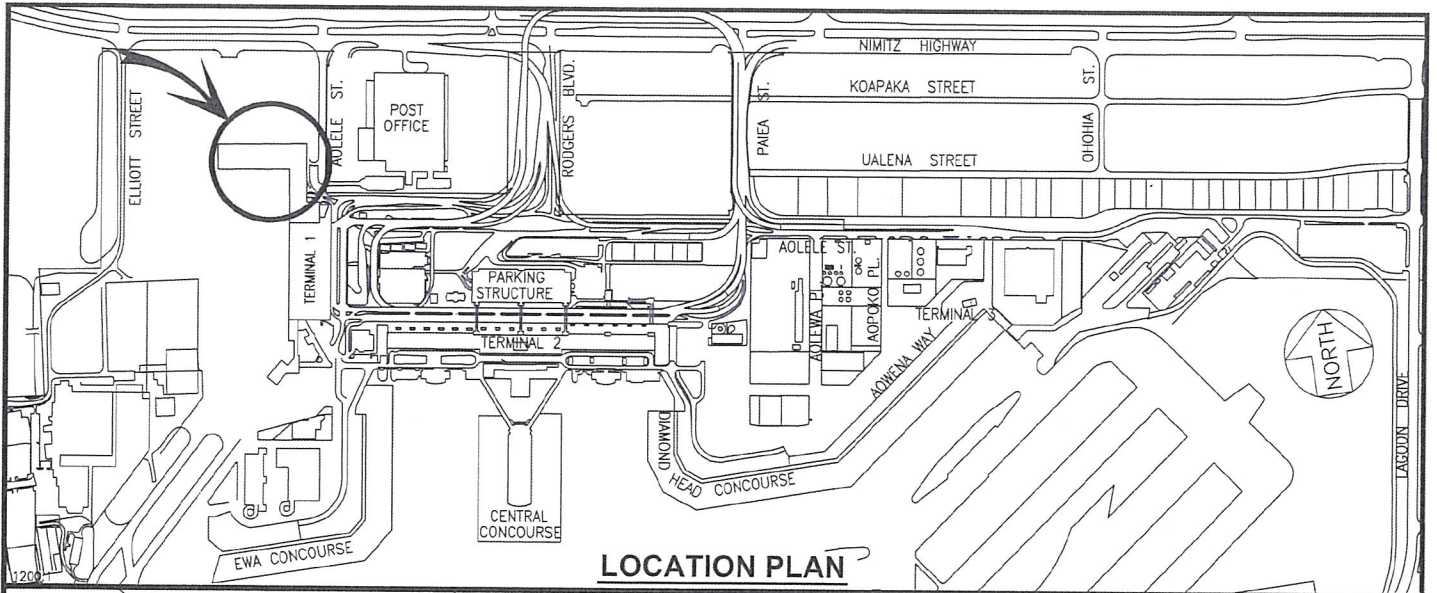 NIMITZ HIGHWAY
KOAPAKA STREET
UALENA STREET
ELLIOTT STREET
AOLELE ST.
POST
OFFICE
RODGERS BLVD.
PAIEA ST.
OHOHIA ST.
TERMINAL 1
PARKING
STRUCTURE
TERMINAL 2
AOLELE ST.
AOLEWA PL.
AOPOKO PL.
TERMINAL 3
AOWENA WAY
NORTH
LAGOON DRIVE
DIAMOND
HEAD CONCOURSE
CENTRAL
CONCOURSE
EWA CONCOURSE
LOCATION PLAN